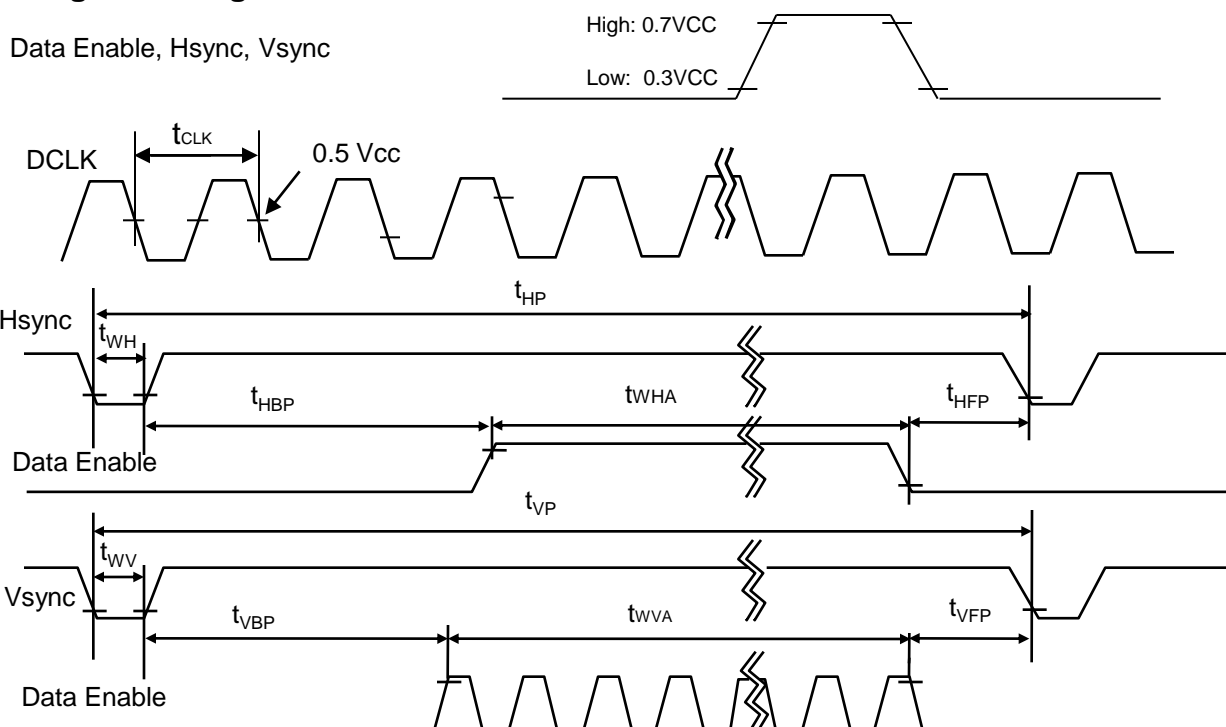 High: 0.7VCC
Data Enable, Hsync, Vsync
Low: 0.3VCC
tCLK
DCLK
0.5 Vcc
tHP
Hsync
tWH
tHBP
tWHA
tHFP
Data Enable
tVP
tWV
Vsync
tVBP
tWVA
tVFP
Data Enable